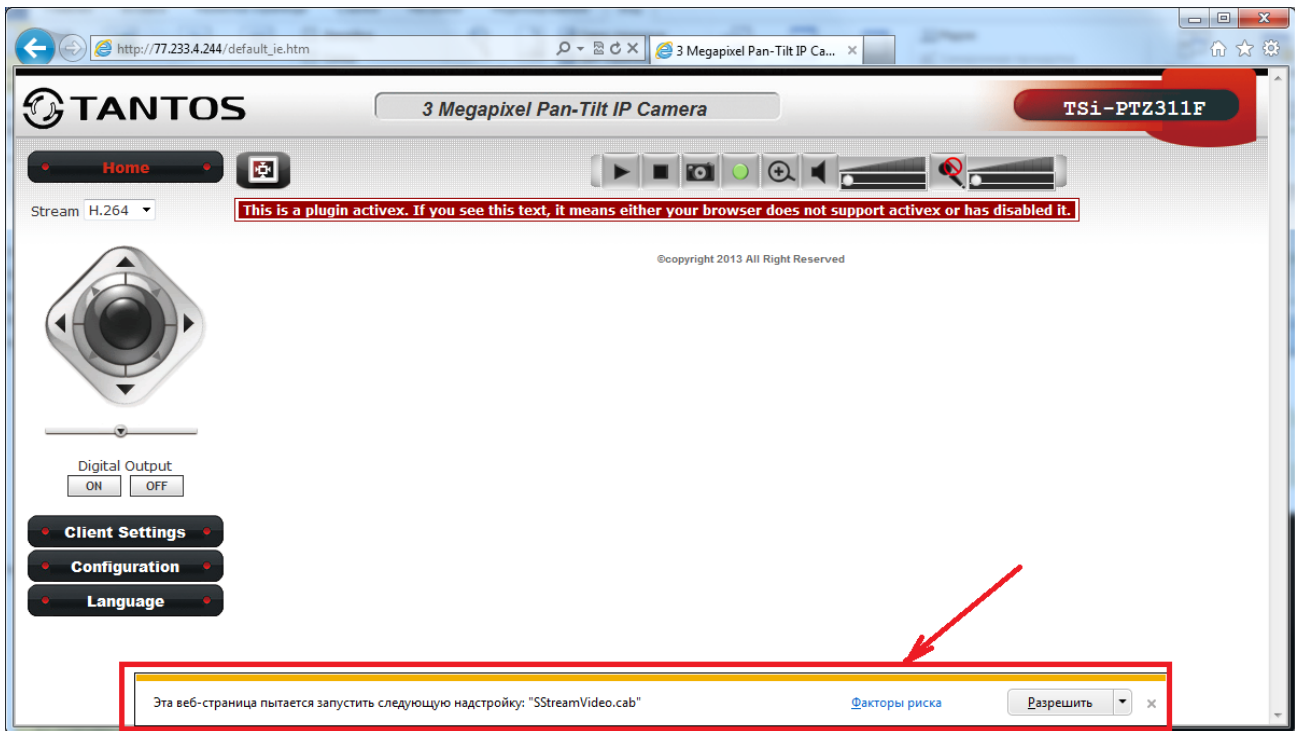 http://77.233.4.244/default_ie.htm
3 Megapixel Pan-Tilt IP Ca...
TANTOS
3 Megapixel Pan-Tilt IP Camera
TSi-PTZ311F
Home
Stream H.264
This is a plugin activex. If you see this text, it means either your browser does not support activex or has disabled it.
©copyright 2013 All Right Reserved
Digital Output
ON OFF
Client Settings
Configuration
Language
Эта веб-страница пытается запустить следующую надстройку: "SStreamVideo.cab"
Факторы риска
Разрешить